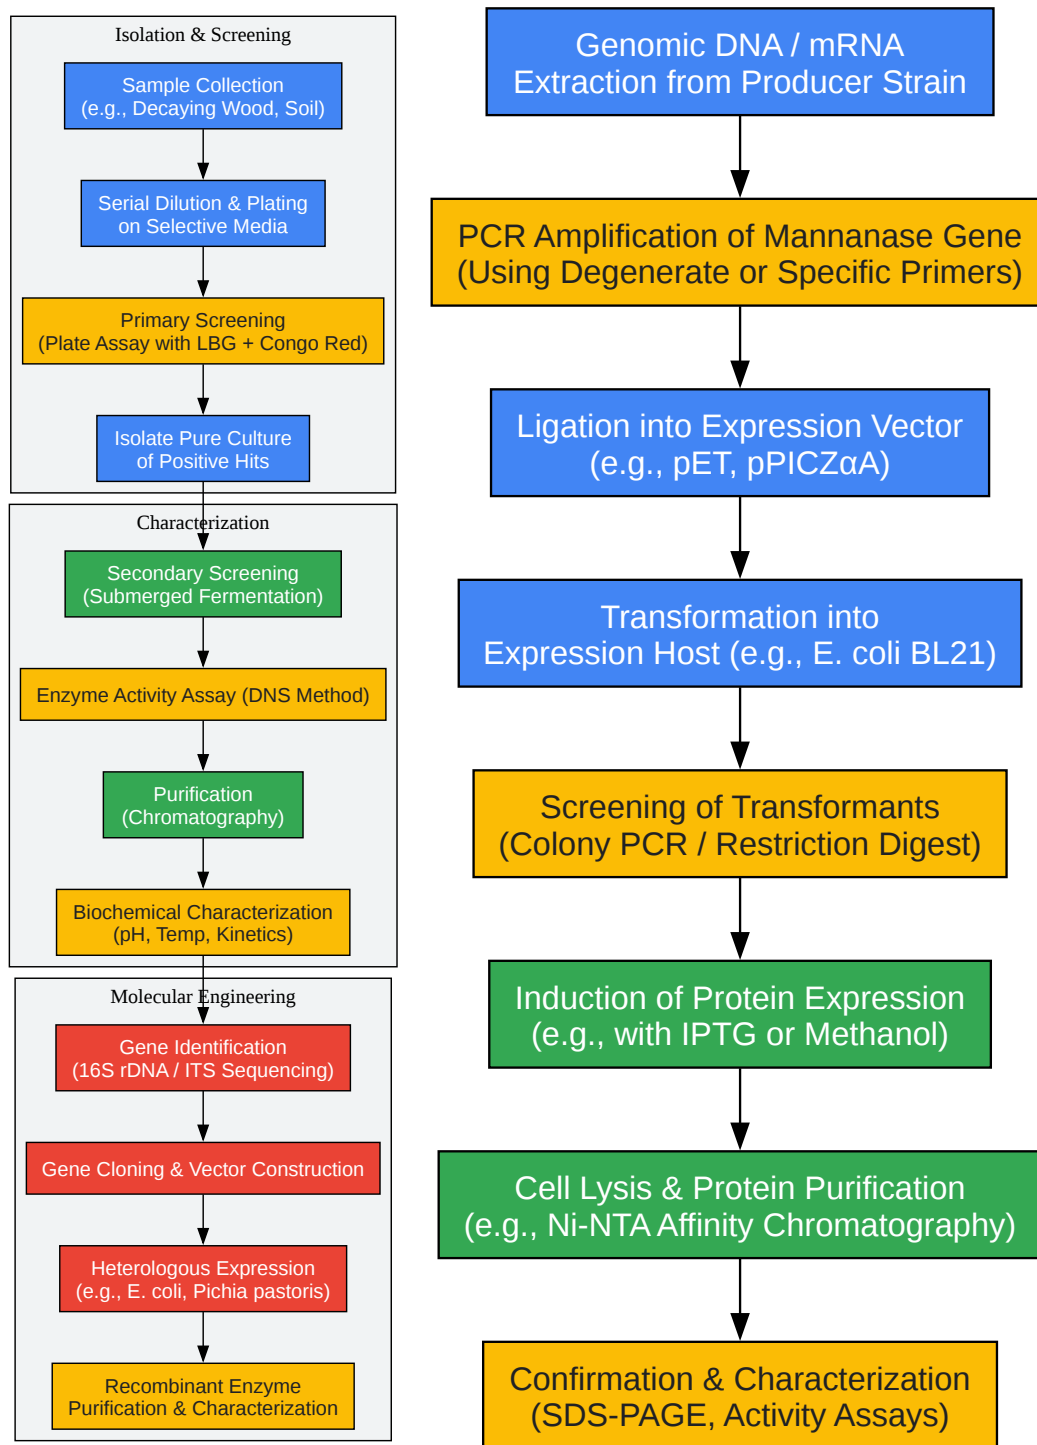 Isolation & Screening
Sample Collection
(e.g., Decaying Wood, Soil)
Serial Dilution & Plating
on Selective Media
Primary Screening
(Plate Assay with LBG + Congo Red)
Isolate Pure Culture
of Positive Hits
Characterization
Secondary Screening
(Submerged Fermentation)
Enzyme Activity Assay (DNS Method)
Purification
(Chromatography)
Biochemical Characterization
(pH, Temp, Kinetics)
Molecular Engineering
Gene Identification
(16S rDNA / ITS Sequencing)
Gene Cloning & Vector Construction
Heterologous Expression
(e.g., E. coli, Pichia pastoris)
Recombinant Enzyme
Purification & Characterization
Genomic DNA / mRNA
Extraction from Producer Strain
PCR Amplification of Mannanase Gene
(Using Degenerate or Specific Primers)
Ligation into Expression Vector
(e.g., pET, pPICZαA)
Transformation into
Expression Host (e.g., E. coli BL21)
Screening of Transformants
(Colony PCR / Restriction Digest)
Induction of Protein Expression
(e.g., with IPTG or Methanol)
Cell Lysis & Protein Purification
(e.g., Ni-NTA Affinity Chromatography)
Confirmation & Characterization
(SDS-PAGE, Activity Assays)